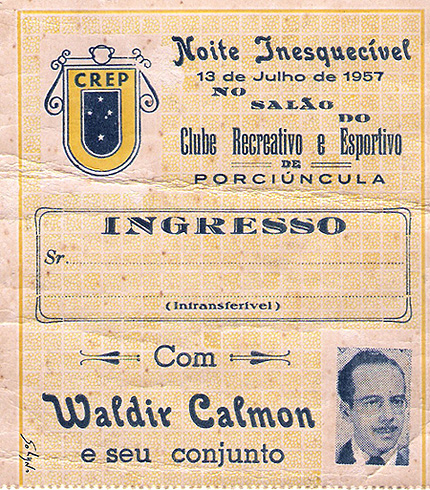 CREP
Noite Inesquecível
13 de Julho de 1957
NO
SALÃO
DO
Clube Recreativo e Esportivo
DE
PORCIÚNCULA
INGRESSO
Sr.
(Intransferível)
Com
Waldir Calmon
e seu conjunto